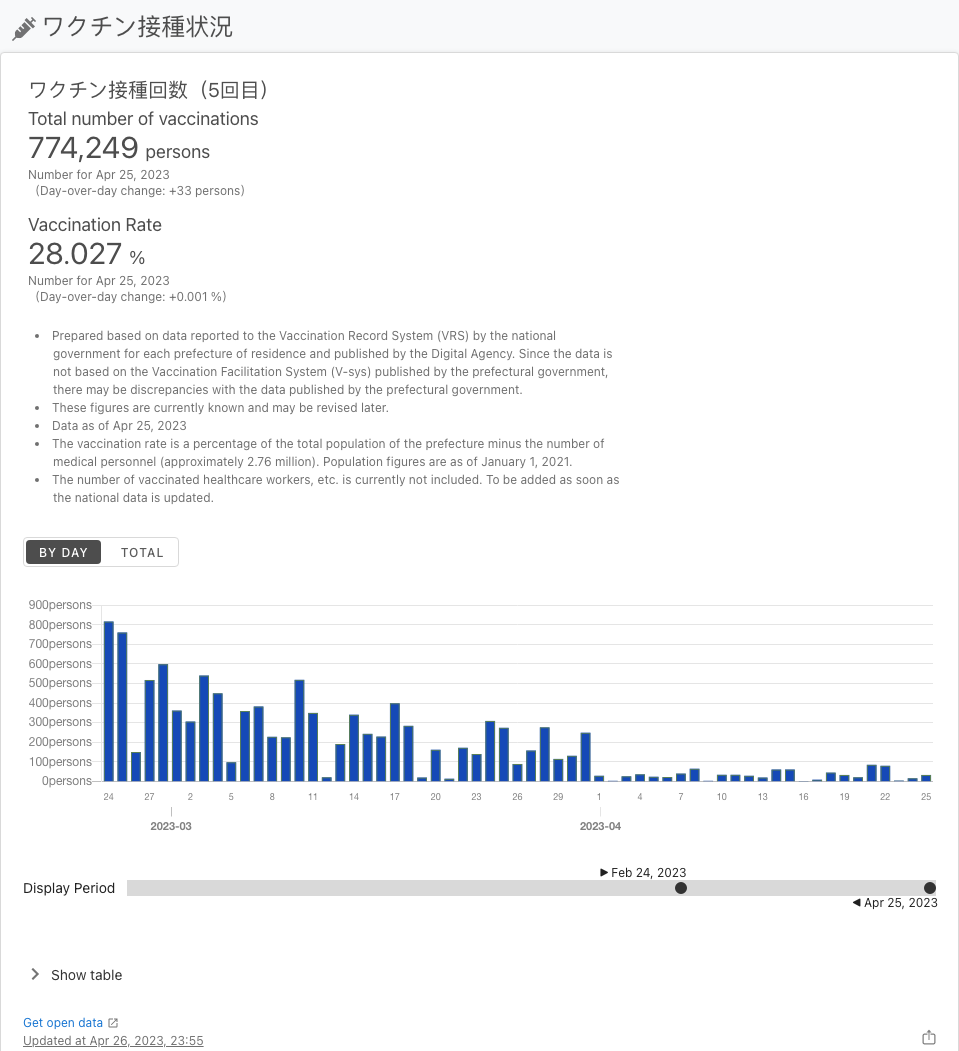 ワクチン接種状況
ワクチン接種回数（5回目）
Total number of vaccinations
774,249 persons
Number for Apr 25, 2023
（Day-over-day change: +33 persons）
Vaccination Rate
28.027 %
Number for Apr 25, 2023
（Day-over-day change: +0.001 %）
• Prepared based on data reported to the Vaccination Record System (VRS) by the national
government for each prefecture of residence and published by the Digital Agency. Since the data is
not based on the Vaccination Facilitation System (V-sys) published by the prefectural government,
there may be discrepancies with the data published by the prefectural government.
• These figures are currently known and may be revised later.
• Data as of Apr 25, 2023
• The vaccination rate is a percentage of the total population of the prefecture minus the number of
medical personnel (approximately 2.76 million). Population figures are as of January 1, 2021.
• The number of vaccinated healthcare workers, etc. is currently not included. To be added as soon as
the national data is updated.
BY DAY TOTAL
900persons
800persons
700persons
600persons
500persons
400persons
300persons
200persons
100persons
0persons
24 27 2 5 8 11 14 17 20 23 26 29 1 4 7 10 13 16 19 22 25
2023-03 2023-04
Feb 24, 2023
Display Period
Apr 25, 2023
Show table
Get open data
Updated at Apr 26, 2023, 23:55